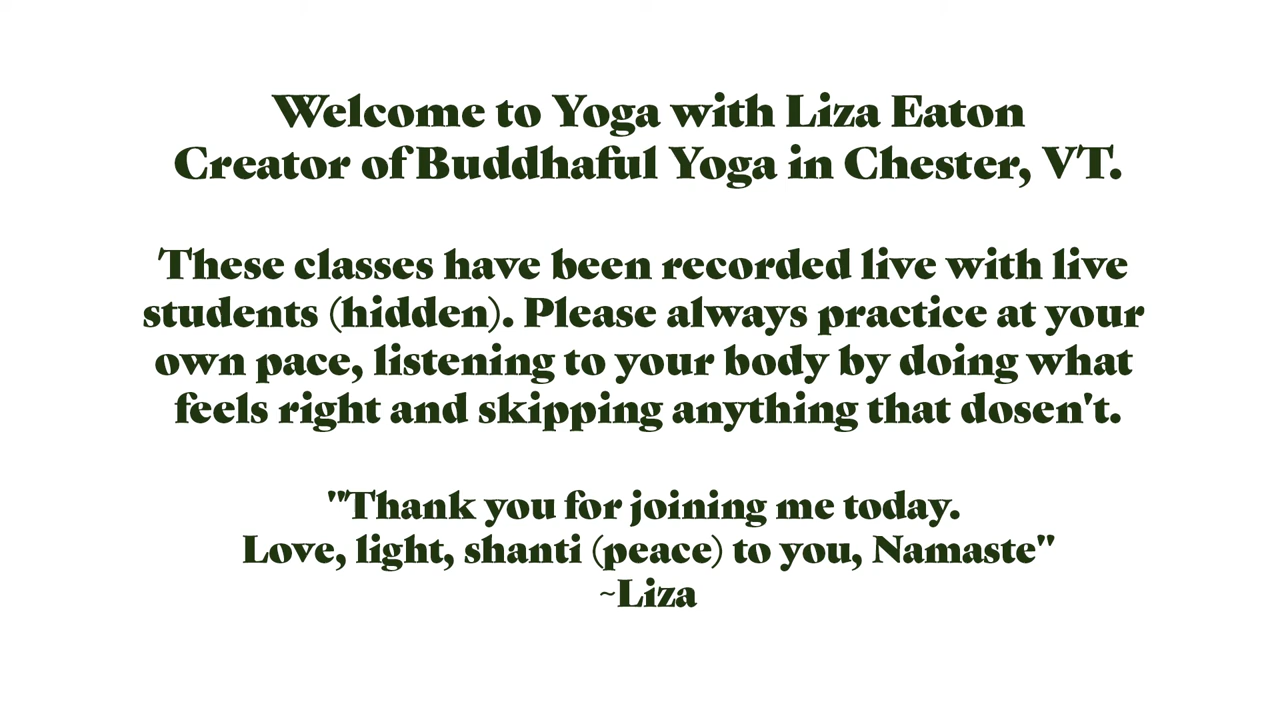 Welcome to Yoga with Liza Eaton
Creator of Buddhaful Yoga in Chester, VT.
These classes have been recorded live with live
students (hidden). Please always practice at your
own pace, listening to your body by doing what
feels right and skipping anything that dosen't.
"Thank you for joining me today.
Love, light, shanti (peace) to you, Namaste"
~Liza